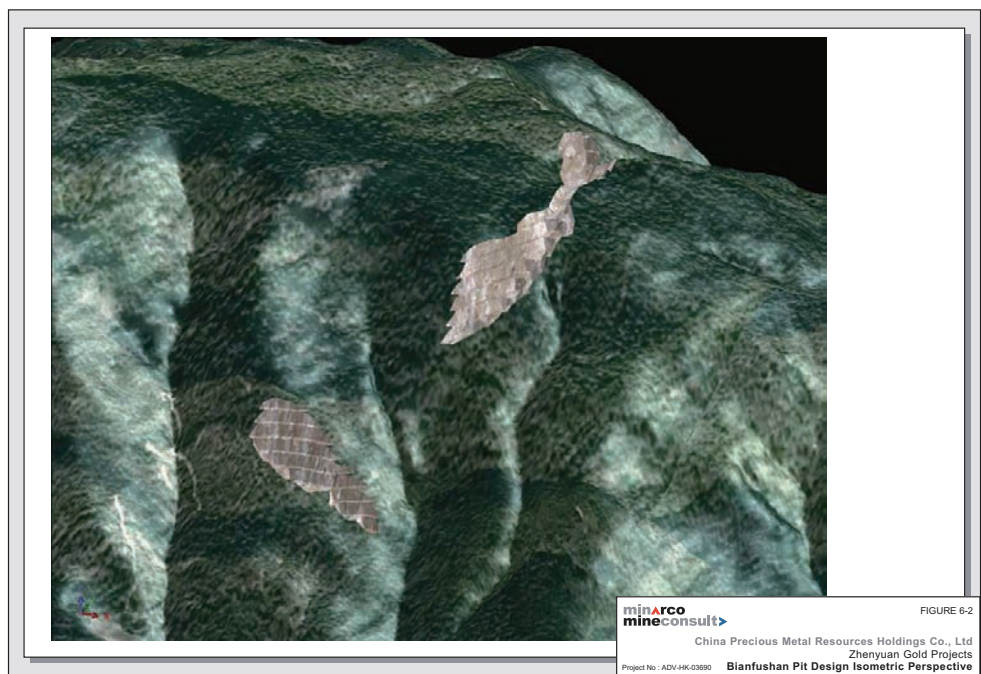 minarco
mineconsult
FIGURE 6-2
China Precious Metal Resources Holdings Co., Ltd
Zhenyuan Gold Projects
Project No : ADV-HK-03690 Bianfushan Pit Design Isometric Perspective